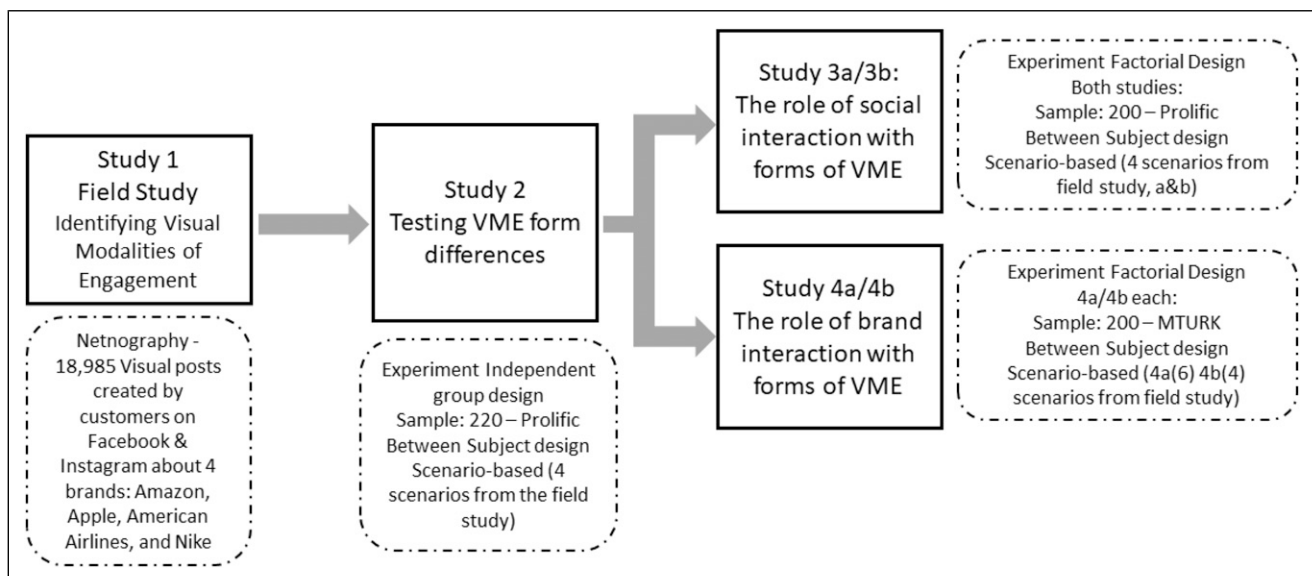 Study 1
Field Study
Identifying Visual
Modalities of
Engagement
Netnography -
18,985 Visual posts
created by
customers on
Facebook &
Instagram about 4
brands: Amazon,
Apple, American
Airlines, and Nike
Study 2
Testing VME form
differences
Experiment Independent
group design
Sample: 220 – Prolific
Between Subject design
Scenario-based (4
scenarios from the field
study)
Study 3a/3b:
The role of social
interaction with
forms of VME
Experiment Factorial Design
Both studies:
Sample: 200 – Prolific
Between Subject design
Scenario-based (4 scenarios from
field study, a&b)
Study 4a/4b
The role of brand
interaction with
forms of VME
Experiment Factorial Design
4a/4b each:
Sample: 200 – MTURK
Between Subject design
Scenario-based (4a(6) 4b(4)
scenarios from field study)